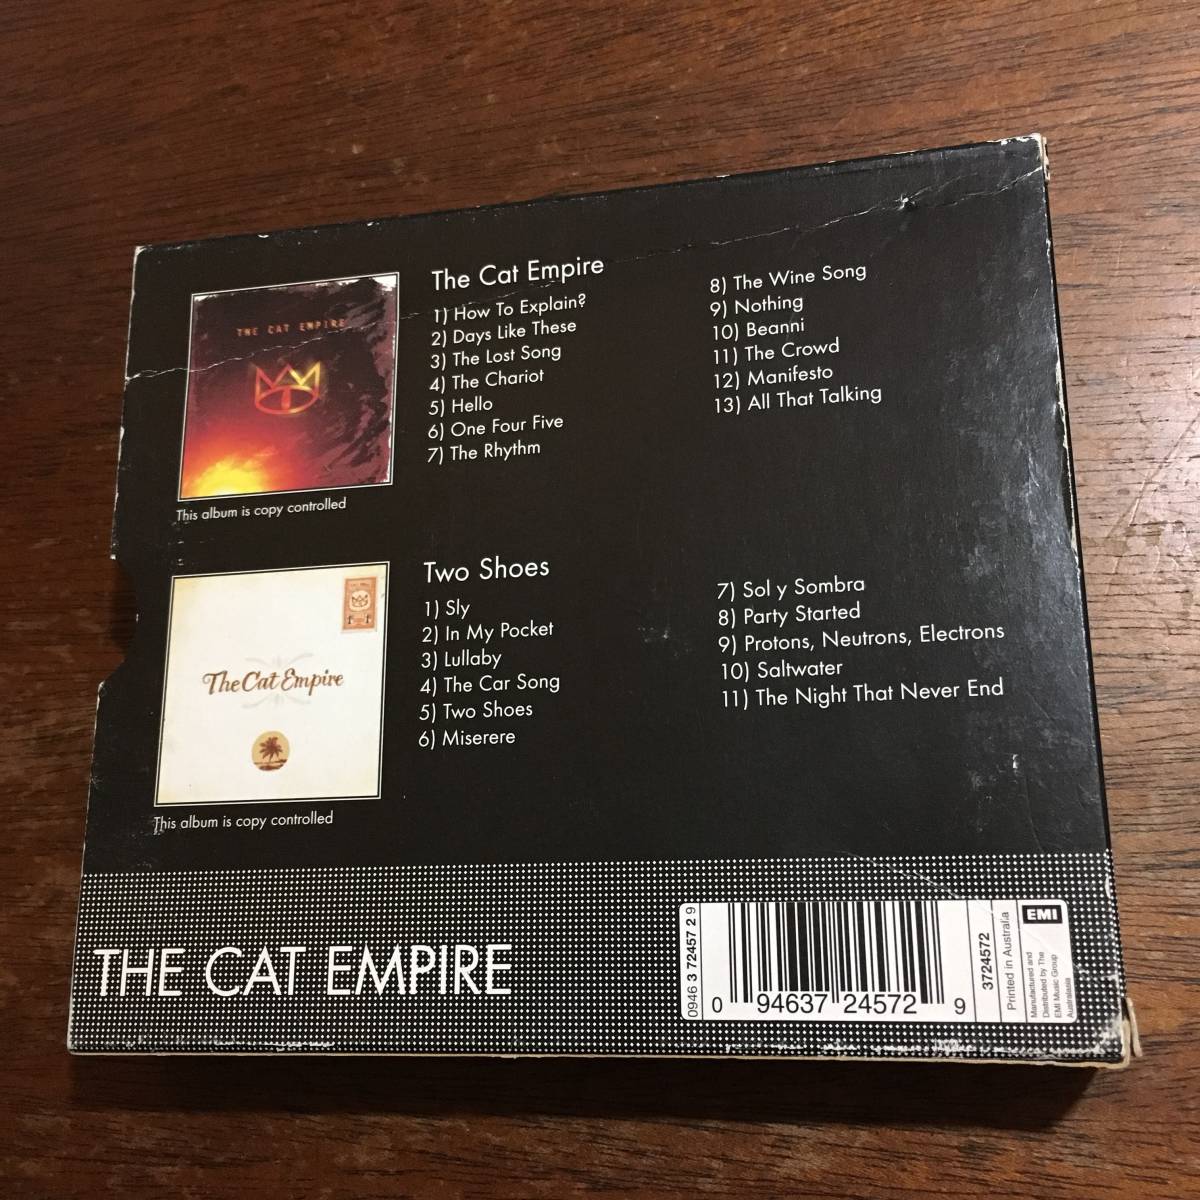 THE CAT EMPIRE
This album is copy controlled
The Cat Empire
1) How To Explain?
2) Days Like These
3) The Lost Song
4) The Chariot
5) Hello
6) One Four Five
7) The Rhythm
8) The Wine Song
9) Nothing
10) Beanni
11) The Crowd
12) Manifesto
13) All That Talking
The Cat Empire
This album is copy controlled
Two Shoes
1) Sly
2) In My Pocket
3) Lullaby
4) The Car Song
5) Two Shoes
6) Miserere
7) Sol y Sombra
8) Party Started
9) Protons, Neutrons, Electrons
10) Saltwater
11) The Night That Never End
THE CAT EMPIRE
0946 3 72457 2 9
0 94637 24572 9
3724572
Printed in Australia
EMI
Manufactured and
Distributed by The
EMI Music Group
Australasia